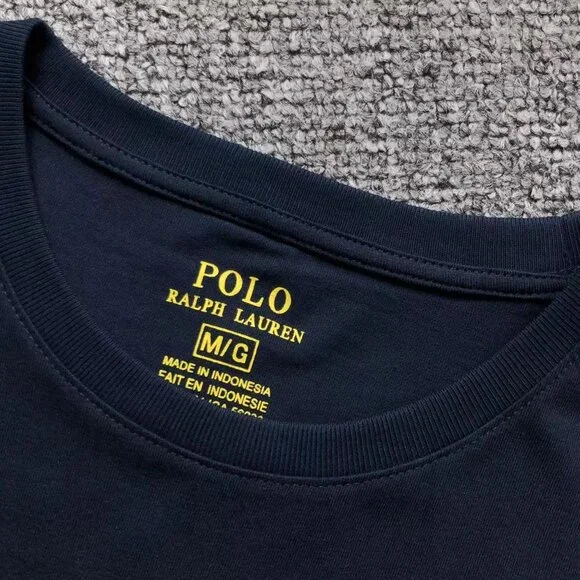 POLO
RALPH LAUREN
M/G
MADE IN INDONESIA
FAIT EN INDONESIE